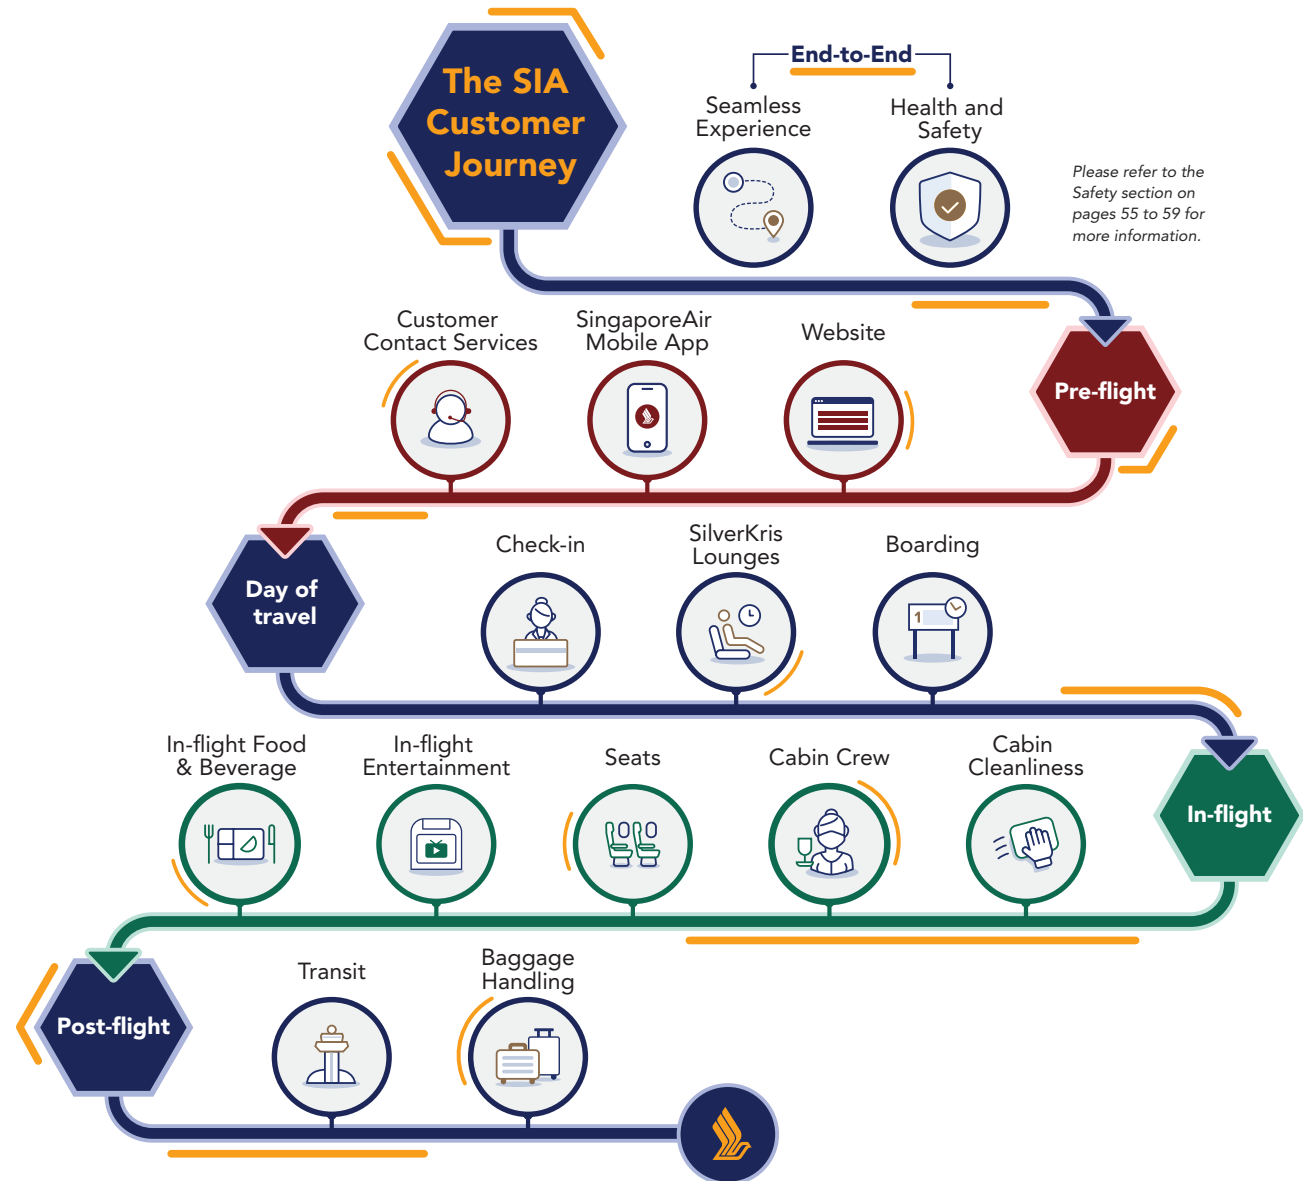 The SIA
Customer
Journey
End-to-End
Seamless
Experience
Health and
Safety
Please refer to the
Safety section on
pages 55 to 59 for
more information.
Customer
Contact Services
SingaporeAir
Mobile App
Website
Pre-flight
Day of
travel
Check-in
SilverKris
Lounges
Boarding
1
In-flight Food
& Beverage
In-flight
Entertainment
Seats
Cabin Crew
Cabin
Cleanliness
In-flight
Post-flight
Transit
Baggage
Handling